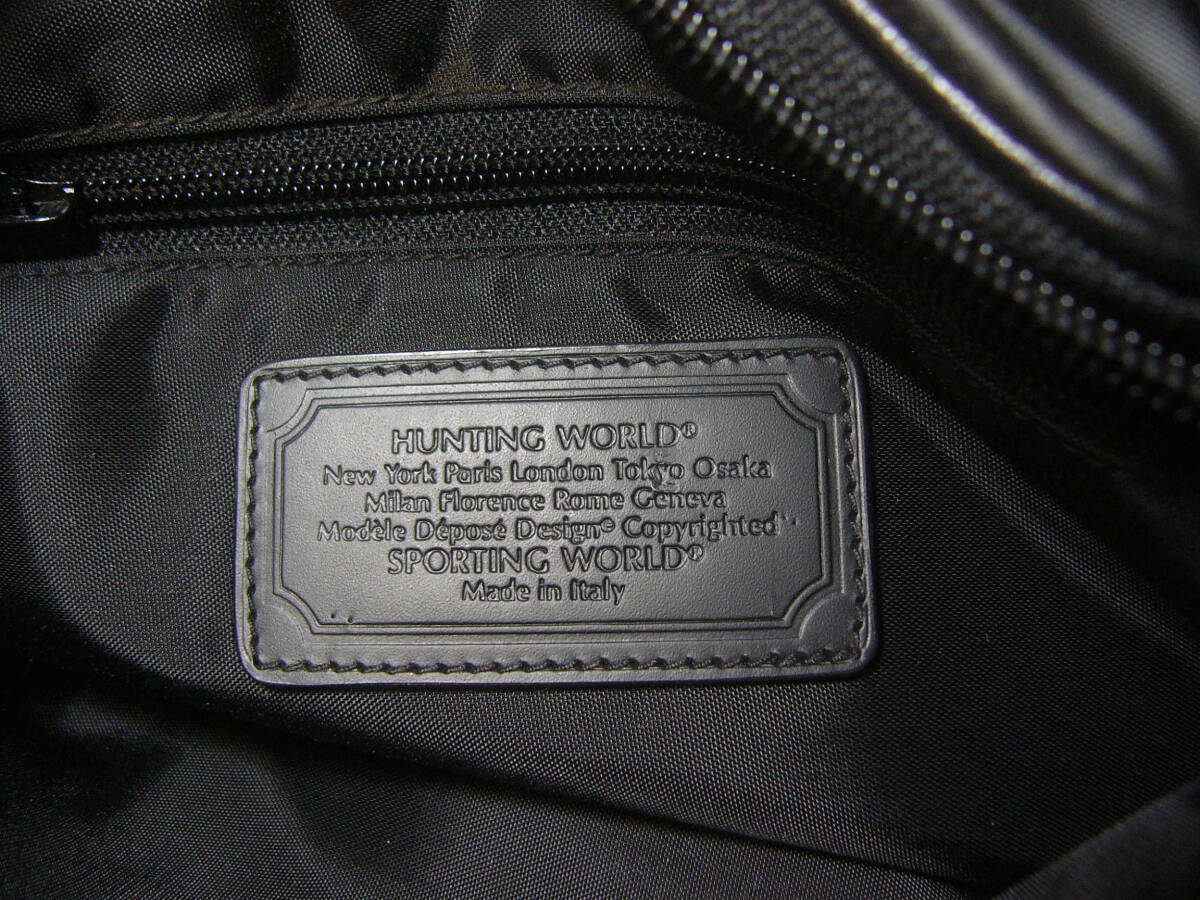 HUNTING WORLD®
New York Paris London Tokyo Osaka
Milan Florence Rome Geneva
Modèle Déposé Design© Copyrighted
SPORTING WORLD®
Made in Italy